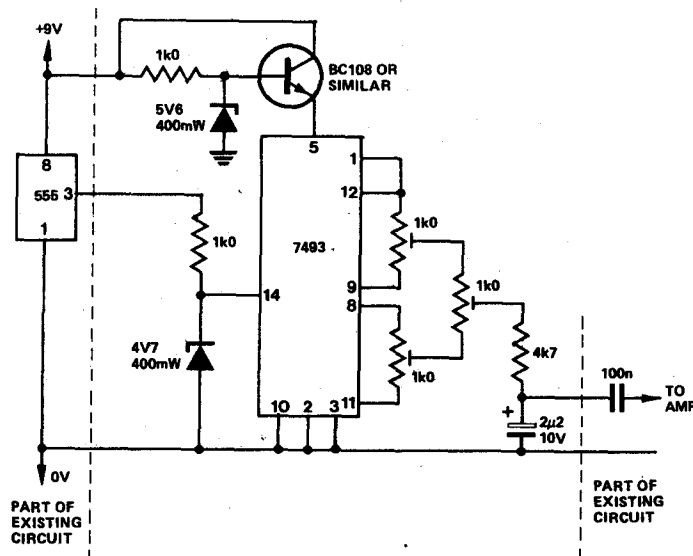 +9V
1k0
BC108 OR
SIMILAR
5V6
400mW
5
8
1
555
3
12
1
1k0
1k0
7493
14
9
1k0
8
4V7
400mW
4k7
100n
TO
AMP
1k0
10
2
3
11
+
2μ2
10V
0V
PART OF
EXISTING
CIRCUIT
PART OF
EXISTING
CIRCUIT